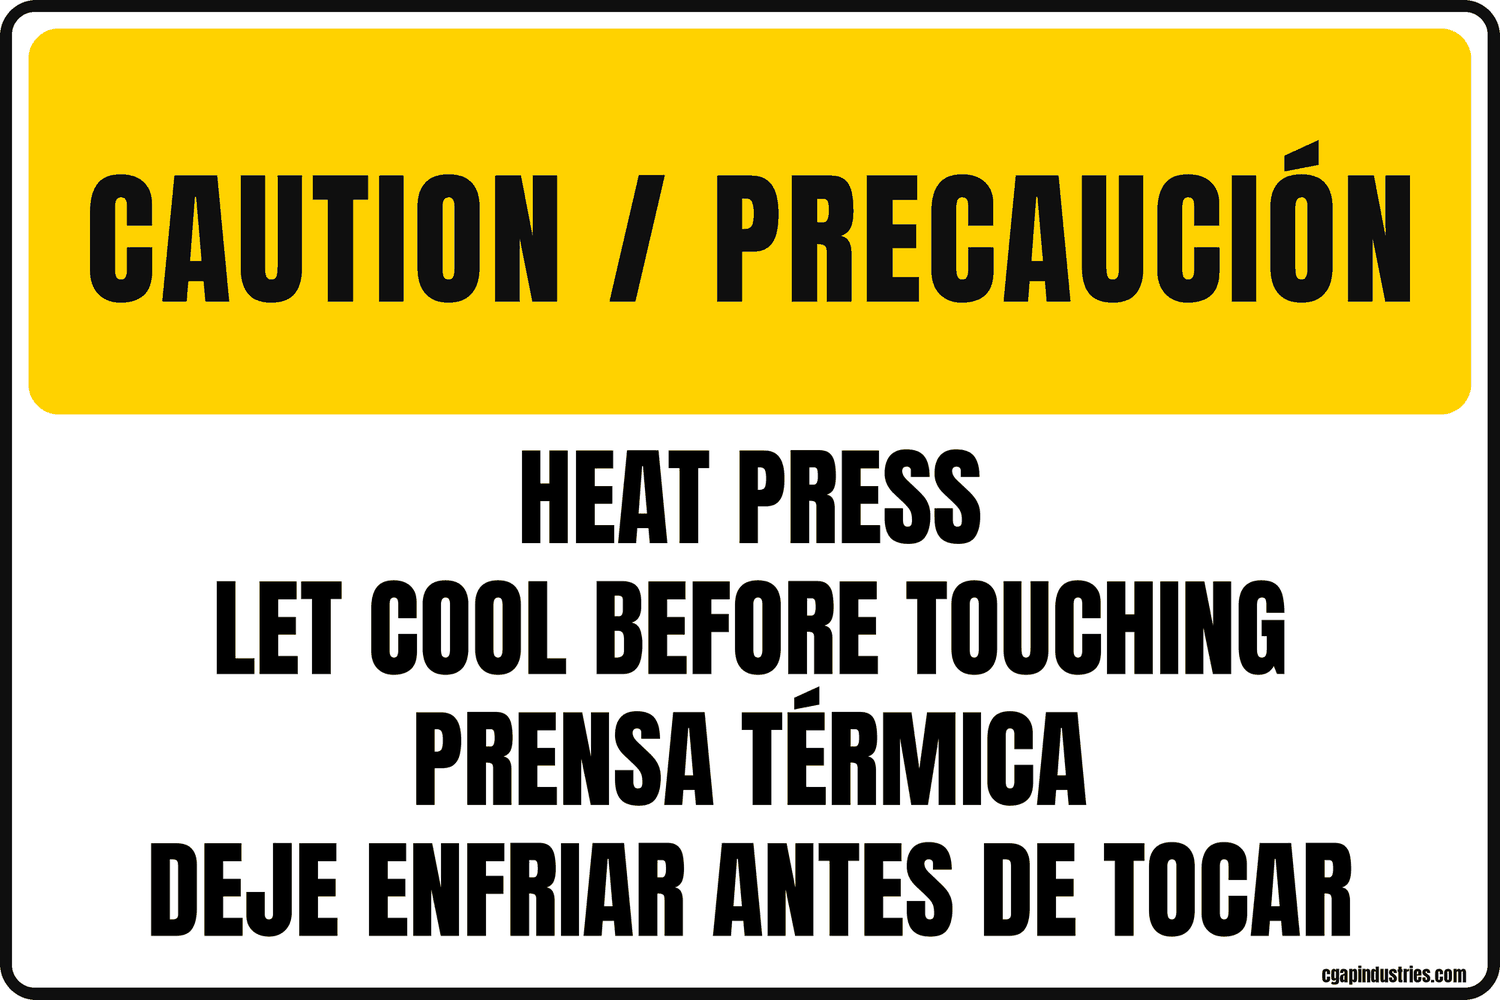 CAUTION / PRECAUCIÓN
HEAT PRESS
LET COOL BEFORE TOUCHING
PRENSA TÉRMICA
DEJE ENFRIAR ANTES DE TOCAR
cgapindustries.com